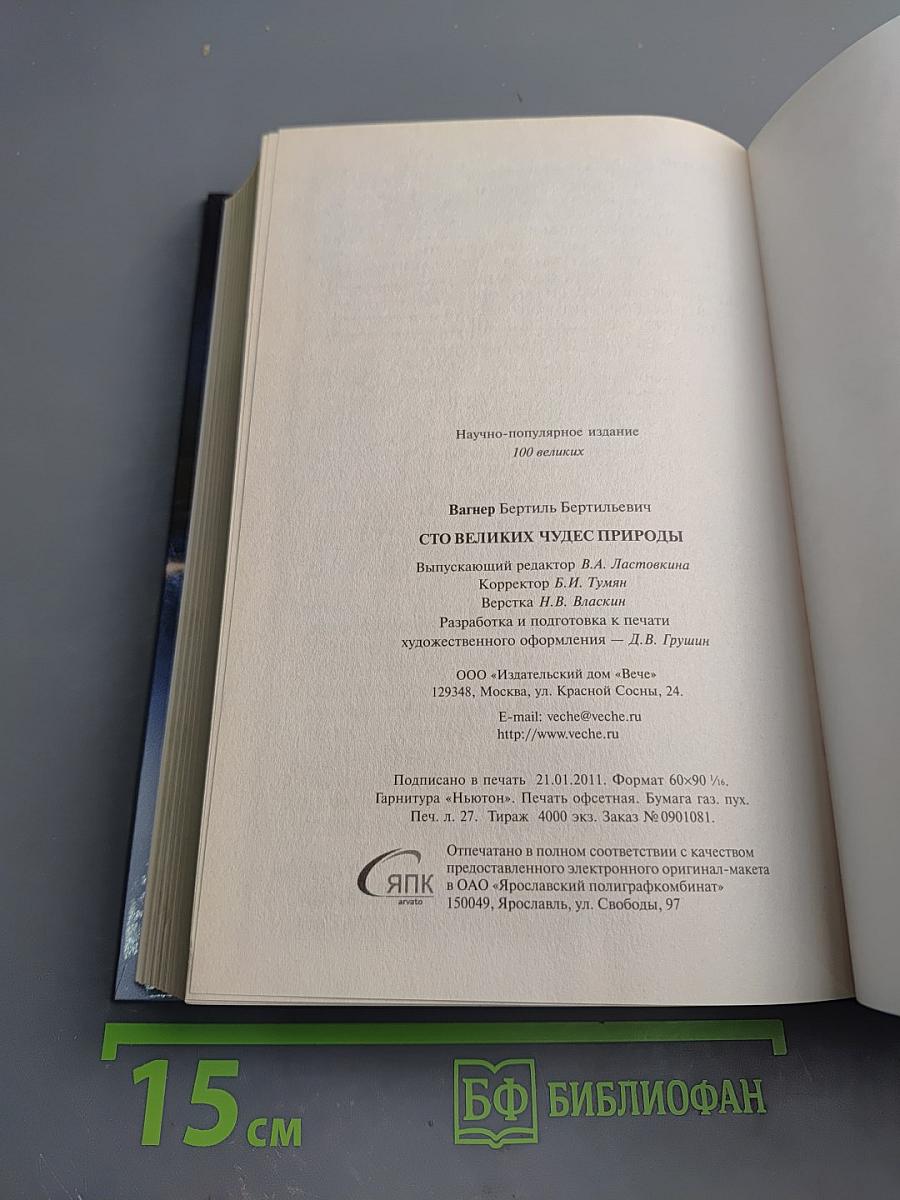 Научно-популярное издание
100 великих
Вагнер Бертиль Бертильевич
СТО ВЕЛИКИХ ЧУДЕС ПРИРОДЫ
Выпускающий редактор В.А. Ластовкина
Корректор Б.И. Тумян
Верстка Н.В. Власкин
Разработка и подготовка к печати
художественного оформления — Д.В. Грушин
ООО «Издательский дом «Вече»
129348, Москва, ул. Красной Сосны, 24.
E-mail: veche@veche.ru
http://www.veche.ru
Подписано в печать 21.01.2011. Формат 60×90 1/16.
Гарнитура «Ньютон». Печать офсетная. Бумага газ. пух.
Печ. л. 27. Тираж 4000 экз. Заказ № 0901081.
ЯПК
arvato
Отпечатано в полном соответствии с качеством
предоставленного электронного оригинал-макета
в ОАО «Ярославский полиграфкомбинат»
150049, Ярославль, ул. Свободы, 97
15 см
БФ БИБЛИОФАН